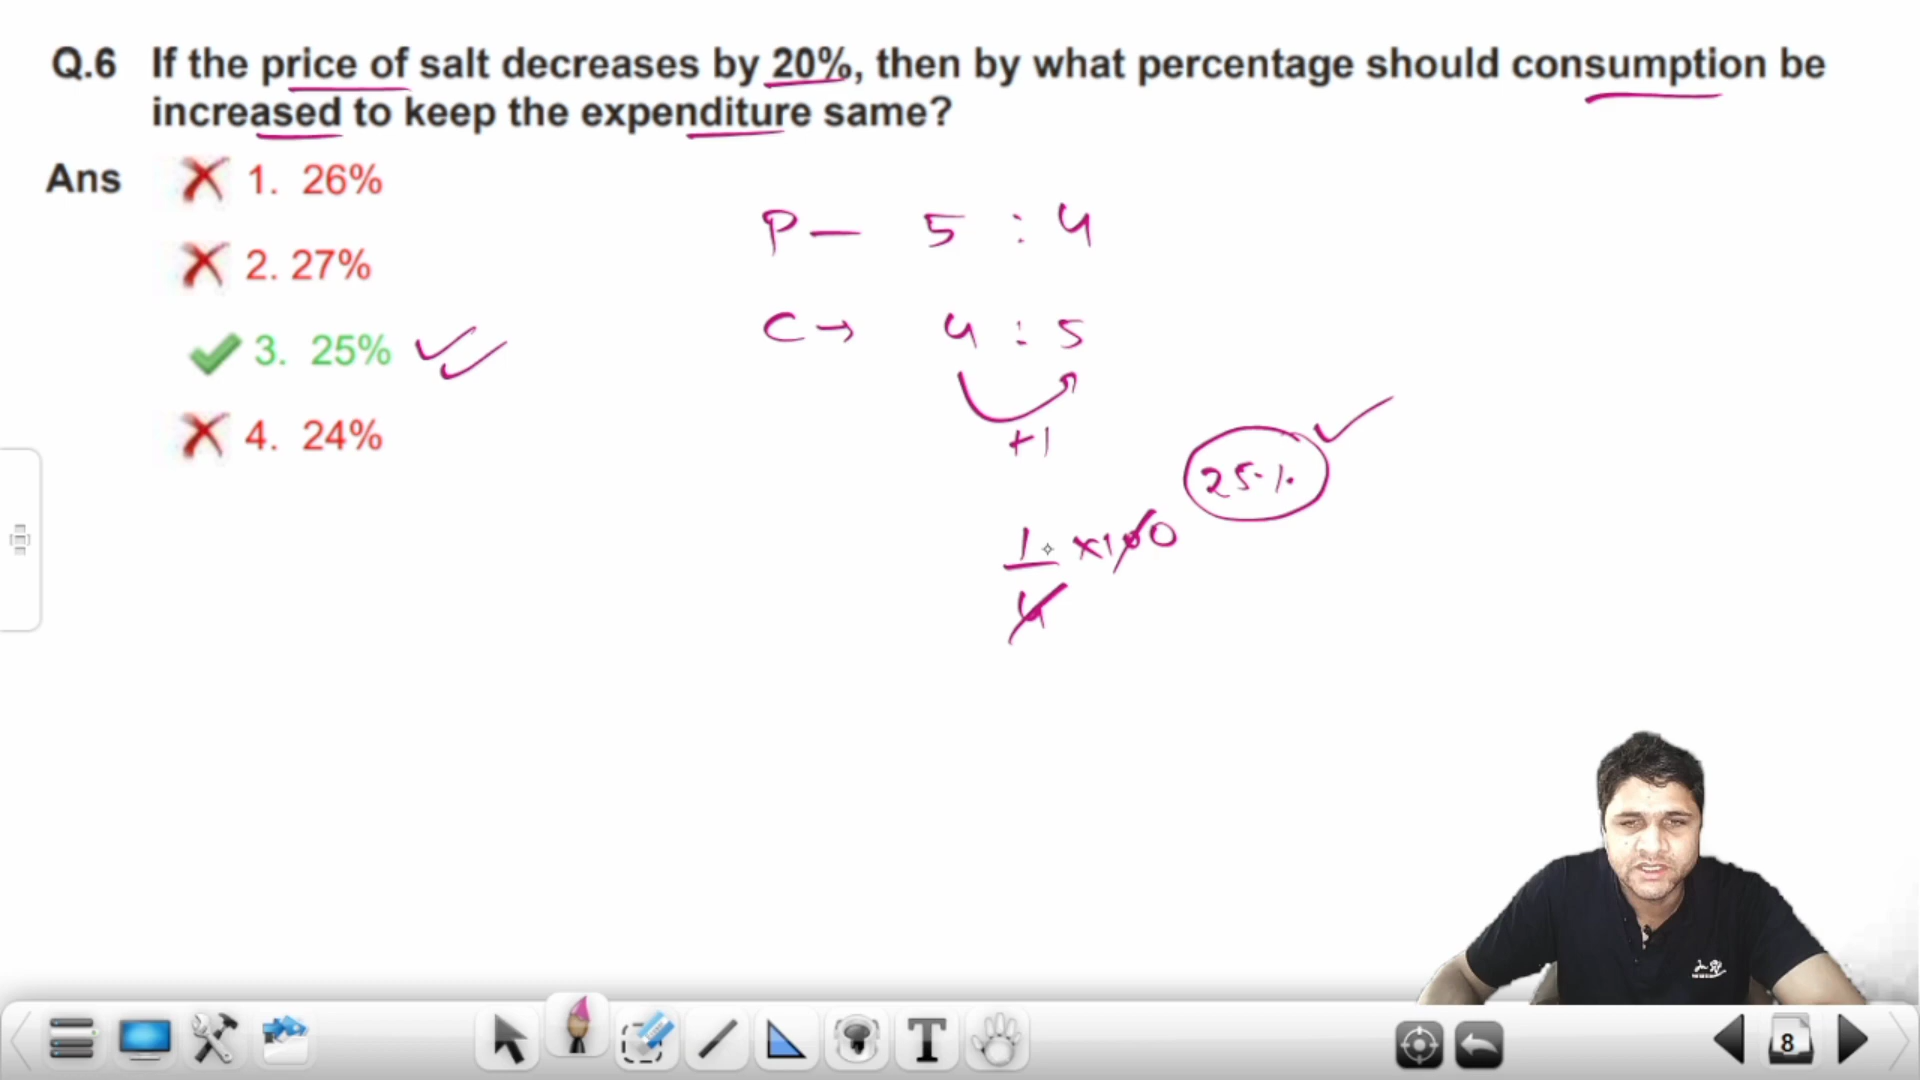 Q.6 If the price of salt decreases by 20%, then by what percentage should consumption be
increased to keep the expenditure same?
Ans 1. 26%
2. 27%
3. 25%
4. 24%
P — 5 : 4
C → 4 : 5
+1
25%
1/4 ×100
T
8